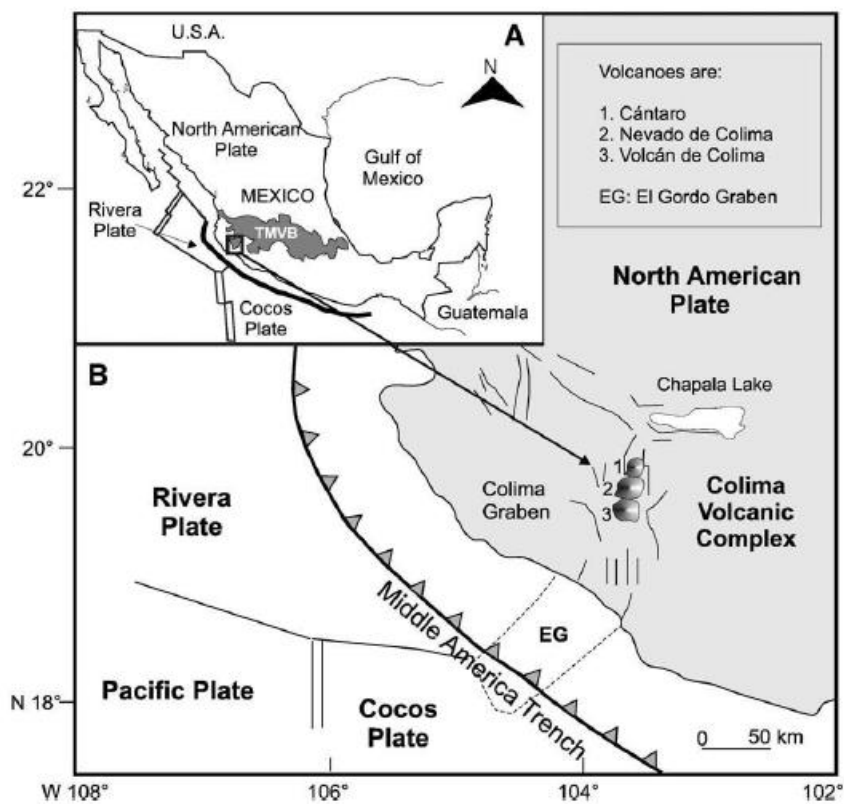 U.S.A.
A
N
North American
Plate
Gulf of
Mexico
MEXICO
TMVB
Rivera
Plate
Cocos
Plate
Guatemala
Volcanoes are:
1. Cántaro
2. Nevado de Colima
3. Volcán de Colima
EG: El Gordo Graben
North American
Plate
B
Chapala Lake
1
2
3
Colima
Graben
Colima
Volcanic
Complex
Rivera
Plate
Middle America Trench
EG
Pacific Plate
Cocos
Plate
0 50 km
22°
20°
N 18°
W 108°
106°
104°
102°